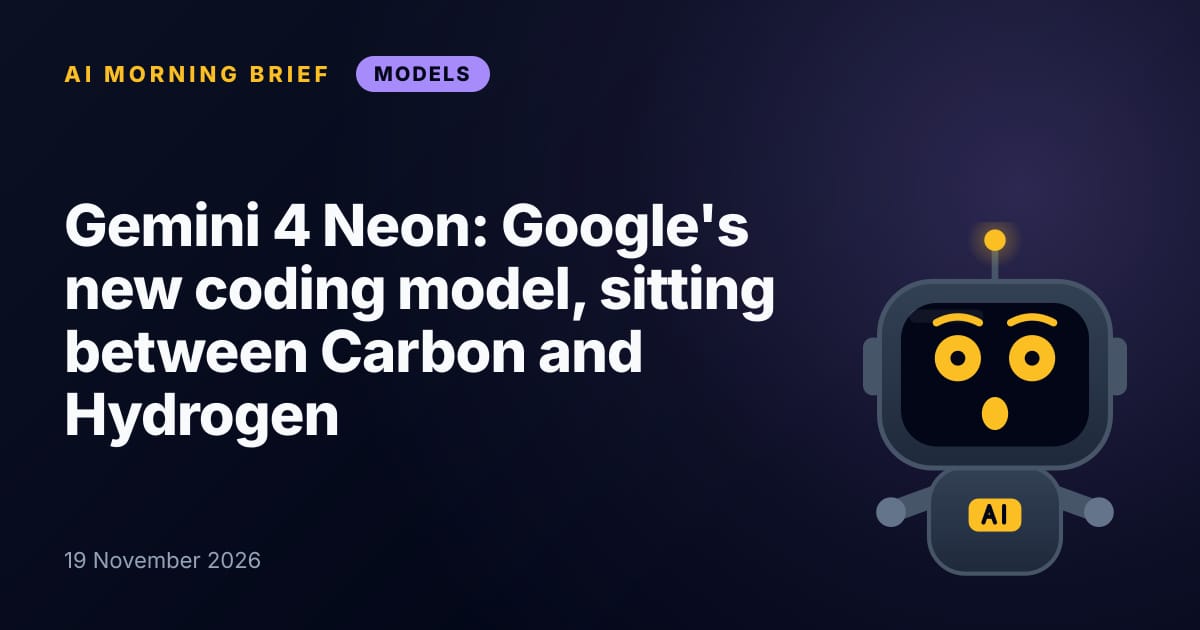 AI MORNING BRIEF MODELS
Gemini 4 Neon: Google's
new coding model, sitting
between Carbon and
Hydrogen
AI
19 November 2026